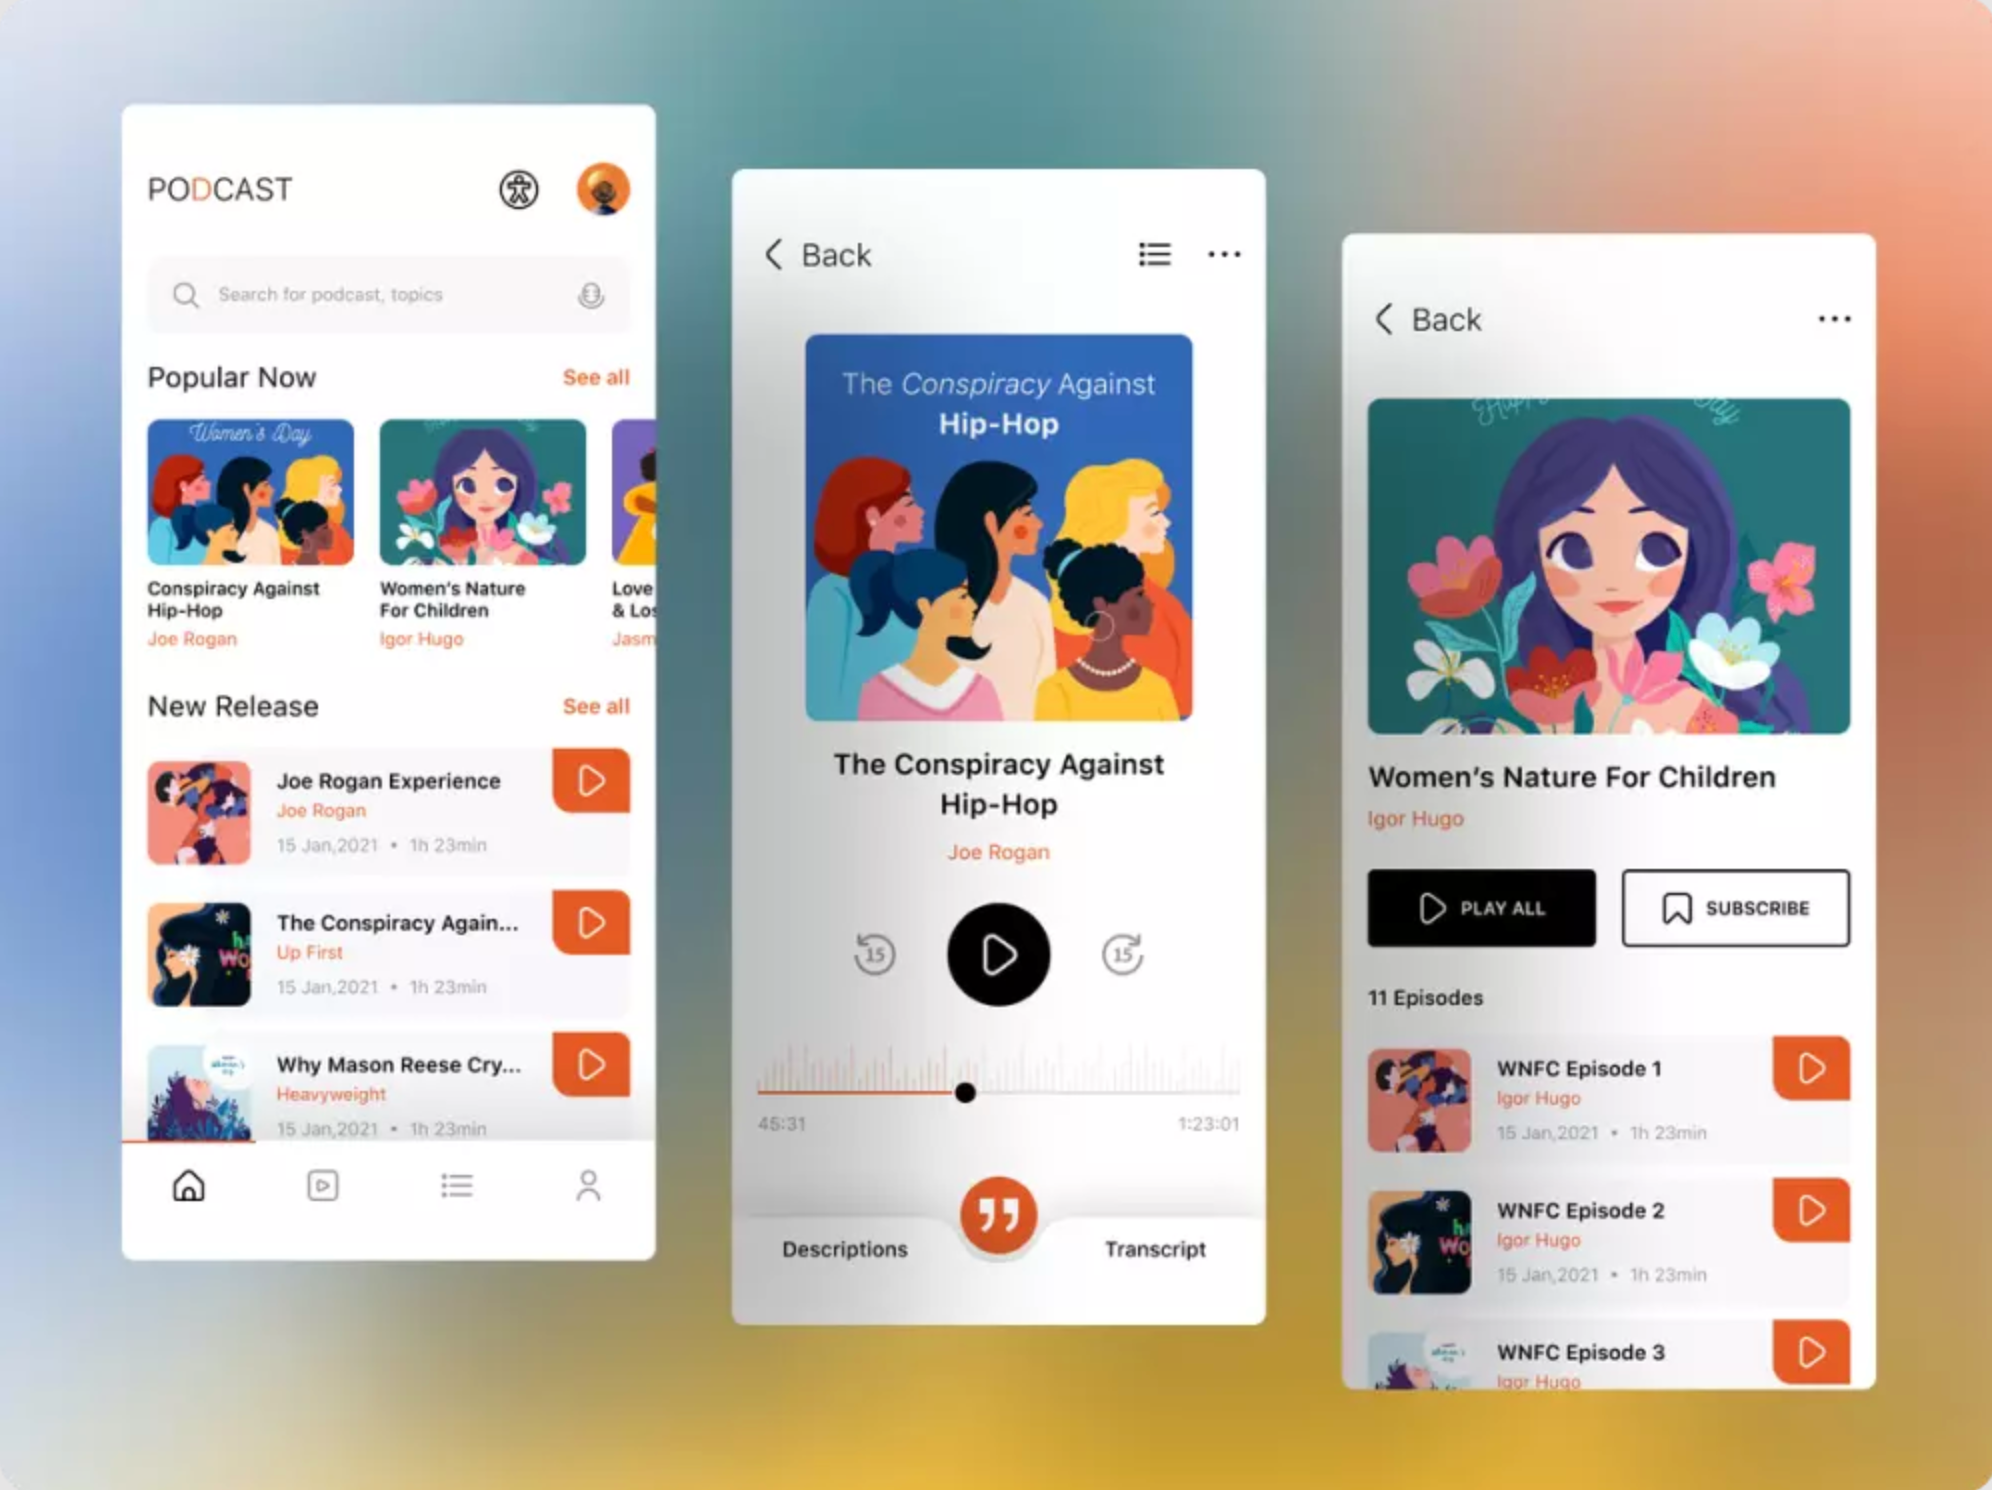 PODCAST
Search for podcast, topics
Popular Now
See all
Women's Day
Conspiracy Against
Hip-Hop
Joe Rogan
Women's Nature
For Children
Igor Hugo
Love
& Los
Jasm
New Release
See all
Joe Rogan Experience
Joe Rogan
15 Jan,2021 • 1h 23min
The Conspiracy Again...
Up First
15 Jan,2021 • 1h 23min
Why Mason Reese Cry...
Heavyweight
15 Jan,2021 • 1h 23min
Back
The Conspiracy Against
Hip-Hop
The Conspiracy Against
Hip-Hop
Joe Rogan
15
15
45:31
1:23:01
Descriptions
Transcript
Back
Happy
Day
Women's Nature For Children
Igor Hugo
PLAY ALL
SUBSCRIBE
11 Episodes
WNFC Episode 1
Igor Hugo
15 Jan,2021 • 1h 23min
WNFC Episode 2
Igor Hugo
15 Jan,2021 • 1h 23min
WNFC Episode 3
Igor Hugo